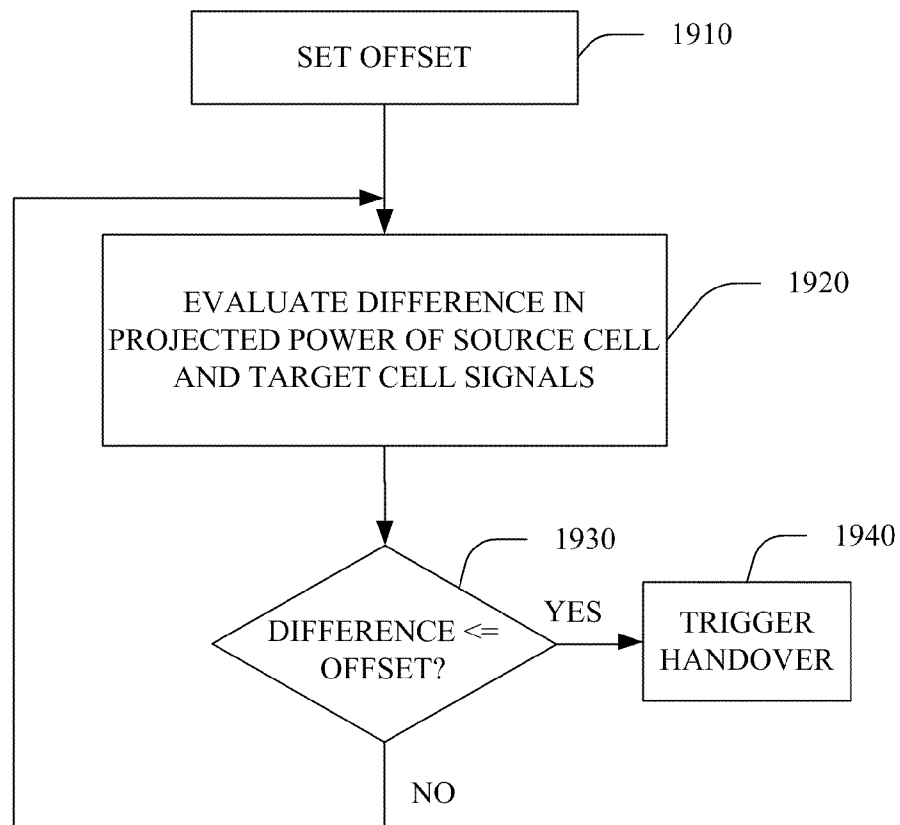 SET OFFSET
1910
EVALUATE DIFFERENCE IN
PROJECTED POWER OF SOURCE CELL
AND TARGET CELL SIGNALS
1920
DIFFERENCE <=
OFFSET?
1930
YES
TRIGGER
HANDOVER
1940
NO